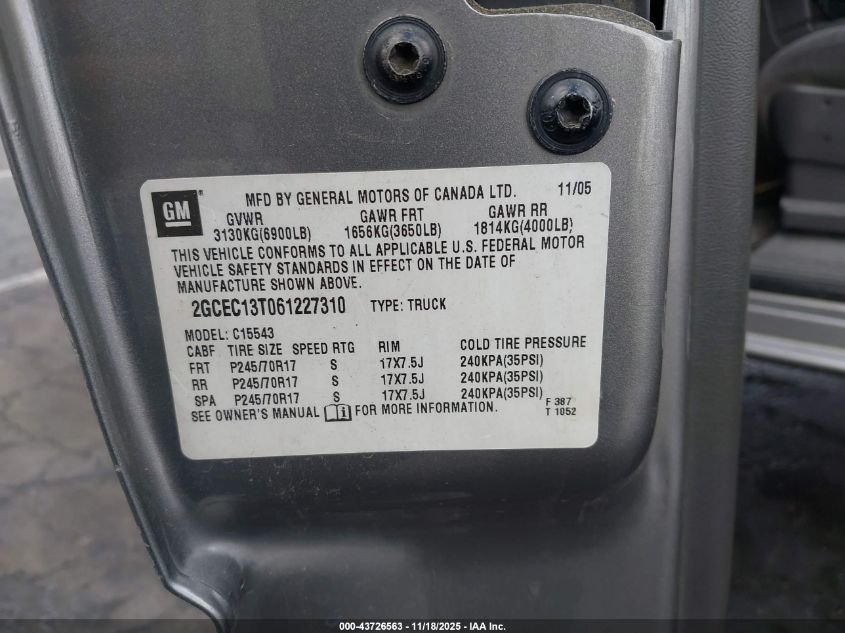 GM
MFD BY GENERAL MOTORS OF CANADA LTD. 11/05
GVWR GAWR FRT GAWR RR
3130KG(6900LB) 1656KG(3650LB) 1814KG(4000LB)
THIS VEHICLE CONFORMS TO ALL APPLICABLE U.S. FEDERAL MOTOR
VEHICLE SAFETY STANDARDS IN EFFECT ON THE DATE OF
MANUFACTURE SHOWN ABOVE.
2GCEC13T061227310 TYPE: TRUCK
MODEL: C15543
CABF TIRE SIZE SPEED RTG RIM COLD TIRE PRESSURE
FRT P245/70R17 S 17X7.5J 240KPA(35PSI)
RR P245/70R17 S 17X7.5J 240KPA(35PSI)
SPA P245/70R17 S 17X7.5J 240KPA(35PSI)
SEE OWNER'S MANUAL i FOR MORE INFORMATION.
F 387
T 1052
000-43726563 - 11/18/2025 - IAA Inc.